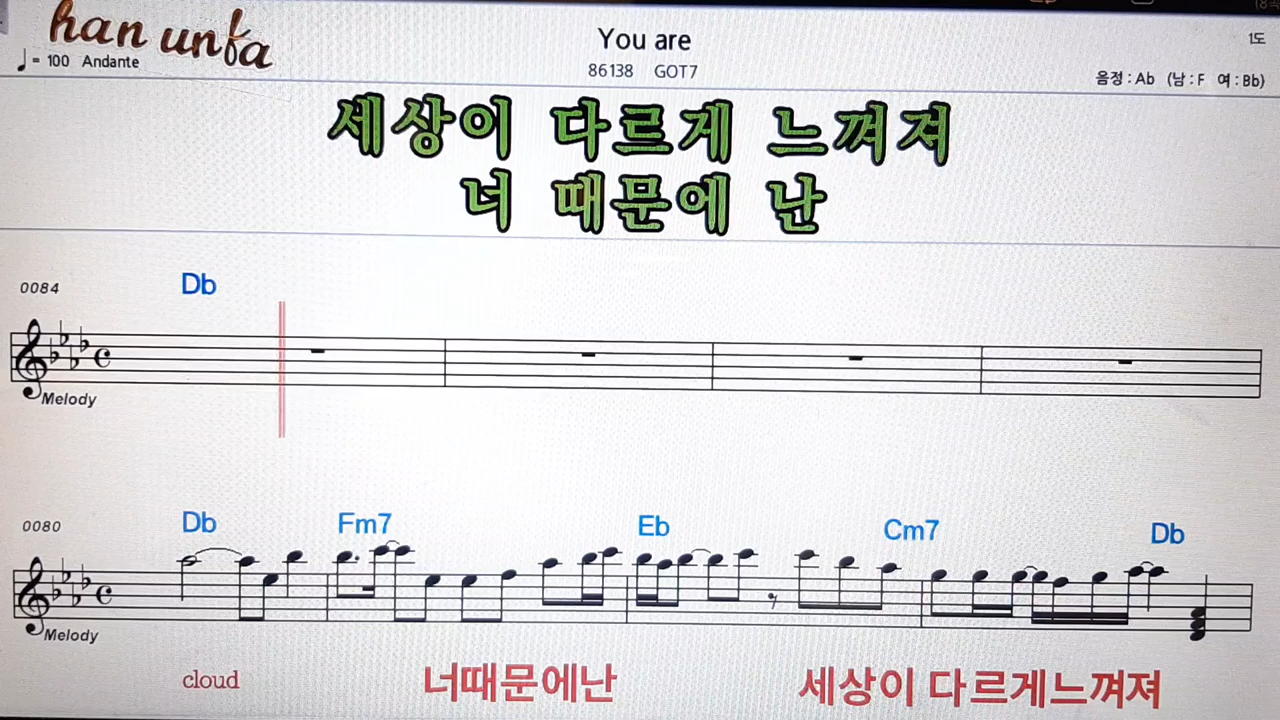 han unfa
You are
1도
♩= 100 Andante
86138 GOT7
음정 : Ab (남 : F 여 : Bb)
세상이 다르게 느껴져
너 때문에 난
0084 Db
Melody
0080 Db Fm7 Eb Cm7 Db
Melody
cloud 너때문에난 세상이 다르게느껴져